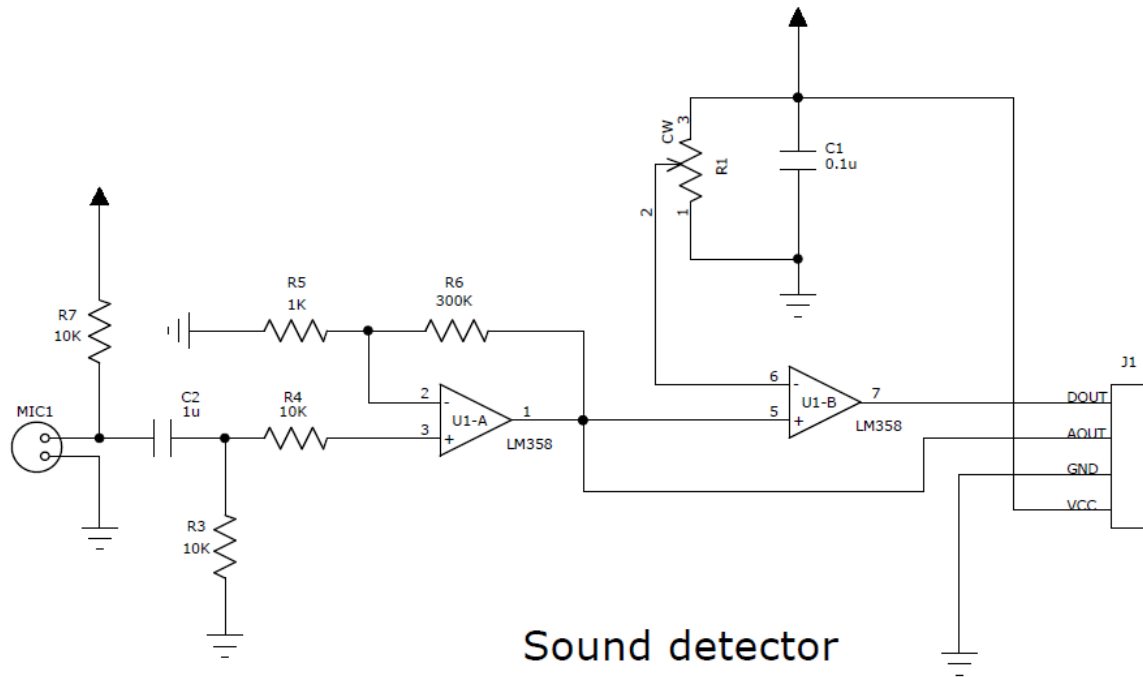 CW
3
R1
2
1
C1
0.1u
R5
1K
R6
300K
R7
10K
MIC1
C2
1u
R4
10K
2
-
3
+
U1-A
1
LM358
6
-
5
+
U1-B
7
LM358
J1
DOUT
AOUT
GND
VCC
R3
10K
Sound detector